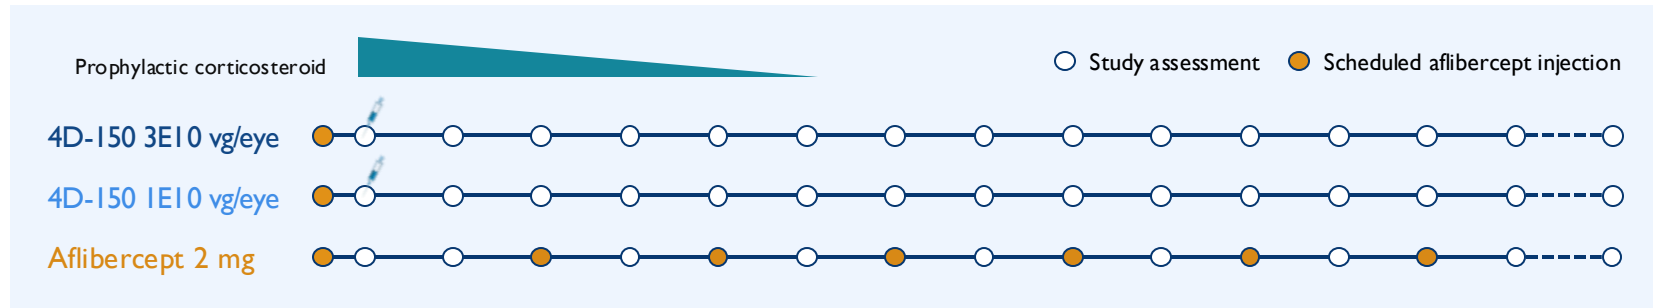 Prophylactic corticosteroid
Study assessment
Scheduled aflibercept injection
4D-150 3E10 vg/eye
4D-150 1E10 vg/eye
Aflibercept 2 mg